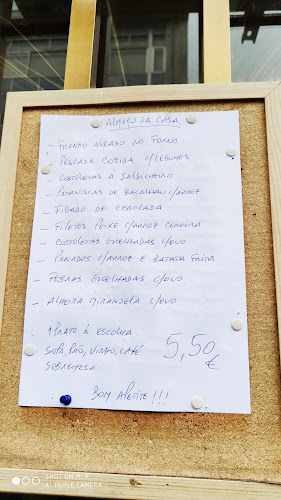 ALMOÇO DA CASA
- FRANGO ASSADO NO FORNO
- PESCADA COZIDA C/LEGUMES
- COSTOLETAS Á SALSICHEIRO
- PATANISCAS DE BACALHAU C/ARROZ
- FIGADO DE CEBOLADA
- FILETES PEIXE C/ARROZ CENOURA
- COSTOLETAS GRELHADAS C/OVO
- PANADOS C/ARROZ E BATATA FRITA
- FEBRAS GRELHADAS C/OVO
- ALHEIRA MIRANDELA C/OVO
1 PRATO Á ESCOLHA
SOPA, PÃO, VINHO, CAFÉ
SOBREMESA
5,50
€
BOM APETITE !!!
SHOT ON MI 9
AI TRIPLE CAMERA